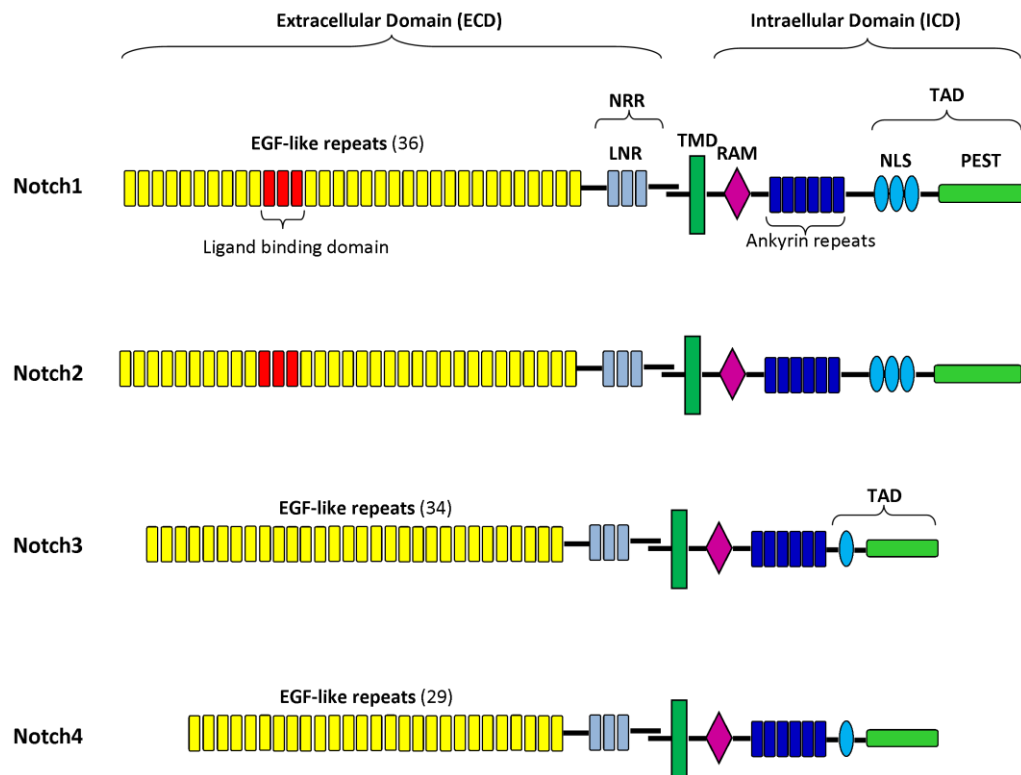 Extracellular Domain (ECD)
Intraellular Domain (ICD)
NRR
TAD
EGF-like repeats (36)
LNR
TMD
RAM
NLS
PEST
Notch1
Ligand binding domain
Ankyrin repeats
Notch2
EGF-like repeats (34)
TAD
Notch3
EGF-like repeats (29)
Notch4